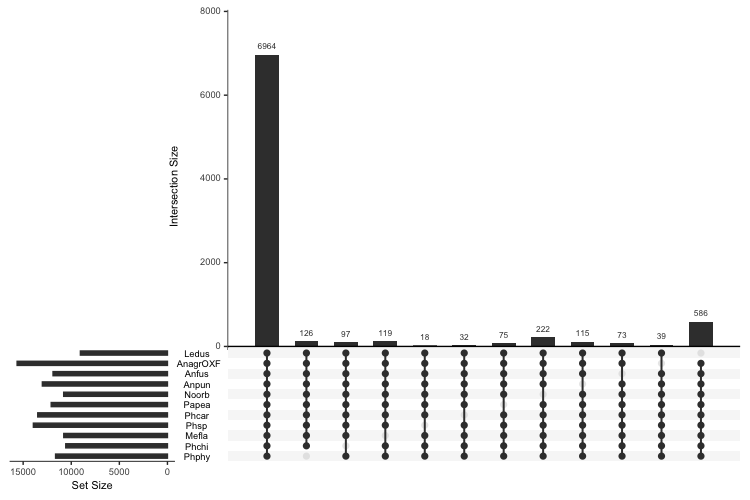 8000
6964
6000
Intersection Size
4000
2000
586
222
126 97 119 18 32 75 115 73 39
0
Ledus
AnagrOXF
Anfus
Anpun
Noorb
Papea
Phcar
Phsp
Mefla
Phchi
Phphy
15000 10000 5000 0
Set Size